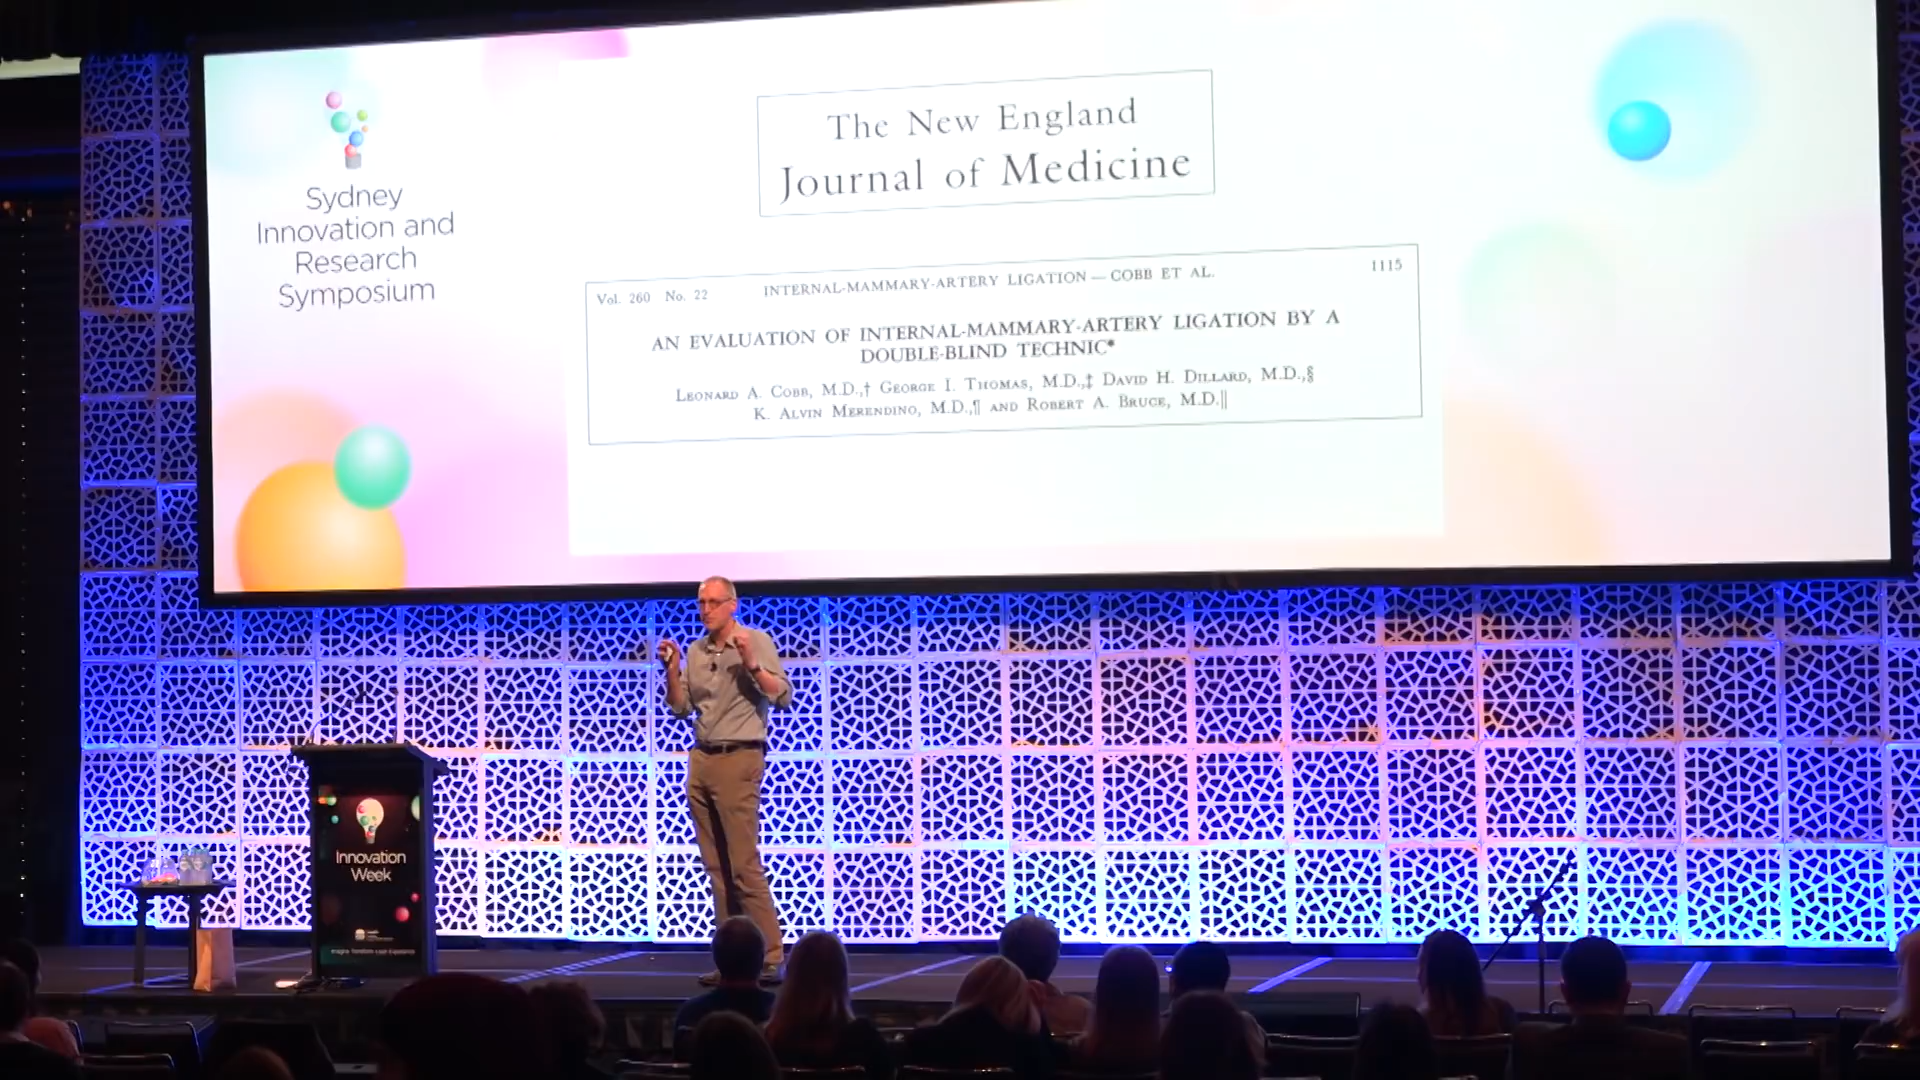 Sydney
Innovation and
Research
Symposium
The New England
Journal of Medicine
Vol. 260 No. 22 INTERNAL-MAMMARY-ARTERY LIGATION — COBB ET AL. 1115
AN EVALUATION OF INTERNAL-MAMMARY-ARTERY LIGATION BY A
DOUBLE-BLIND TECHNIC*
Leonard A. Cobb, M.D.,† George I. Thomas, M.D.,‡ David H. Dillard, M.D.,§
K. Alvin Merendino, M.D.,¶ and Robert A. Bruce, M.D.||
Innovation
Week